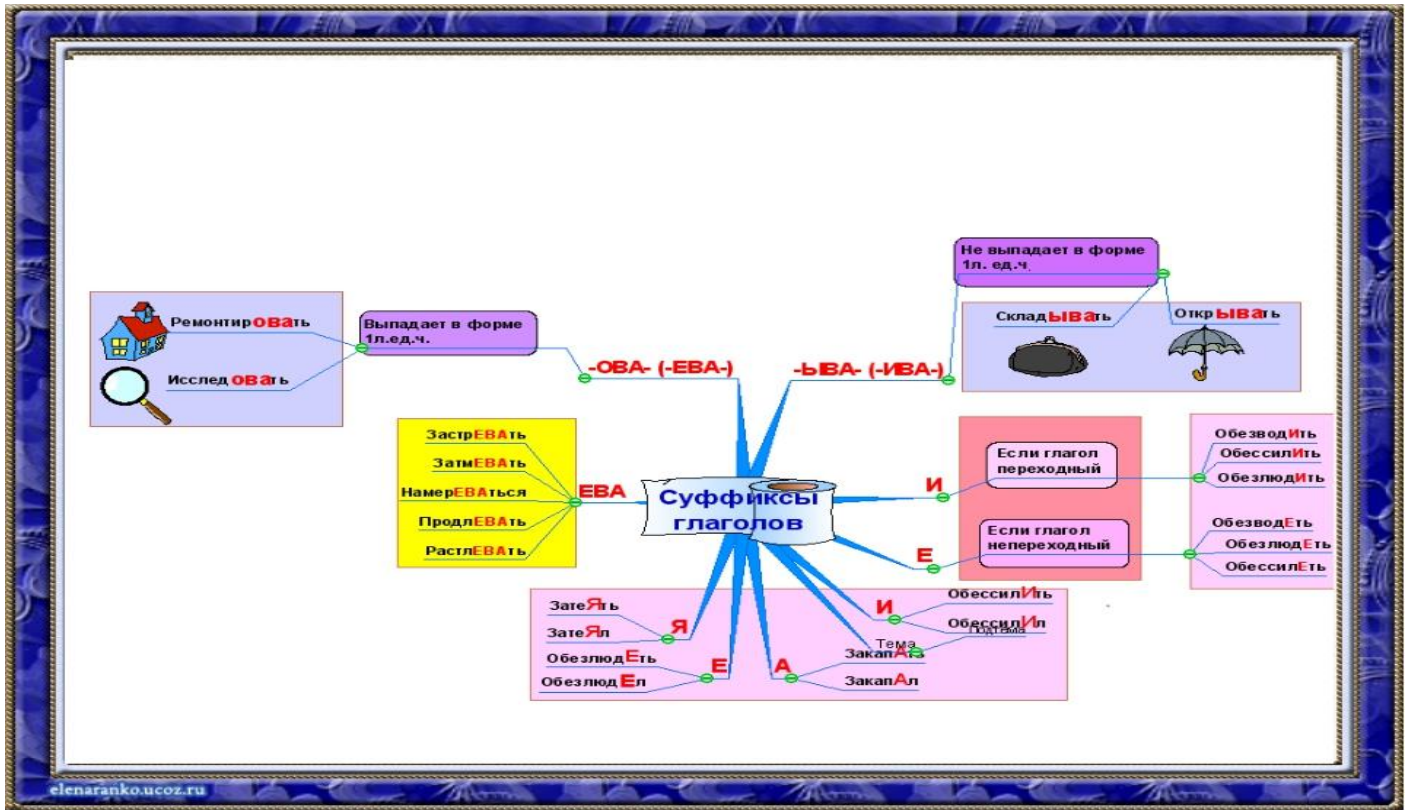 Не выпадает в форме
1л. ед.ч.
Ремонтировать
Исследовать
Выпадает в форме
1л.ед.ч.
-ОВА- (-ЕВА-)
-ЫВА- (-ИВА-)
Складывать
Открывать
ЗастрЕВАть
ЗатмЕВАть
НамерЕВАться
ПродлЕВАть
РастлЕВАть
ЕВА
Суффиксы
глаголов
И
Если глагол
переходный
ОбезводИть
ОбессилИть
ОбезлюдИть
Е
Если глагол
непереходный
ОбезводЕть
ОбезлюдЕть
ОбессилЕть
ЗатеЯть
ЗатеЯл
Я
ОбезлюдЕть
ОбезлюдЕл
Е
И
ОбессилИть
ОбессилИл
Тема
Подтема
А
ЗакапАть
ЗакапАл
elenaranko.ucoz.ru